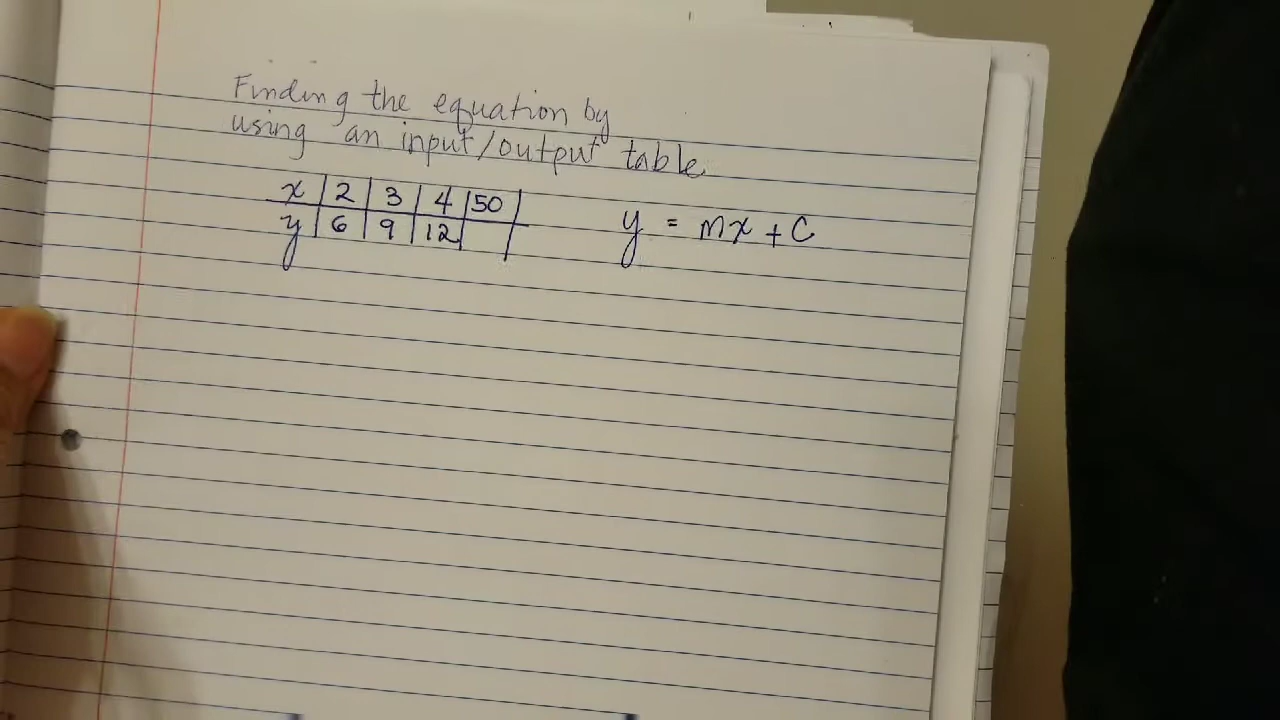 Finding the equation by
using an input/output table
x 2 3 4 50
y 6 9 12
y = mx + c